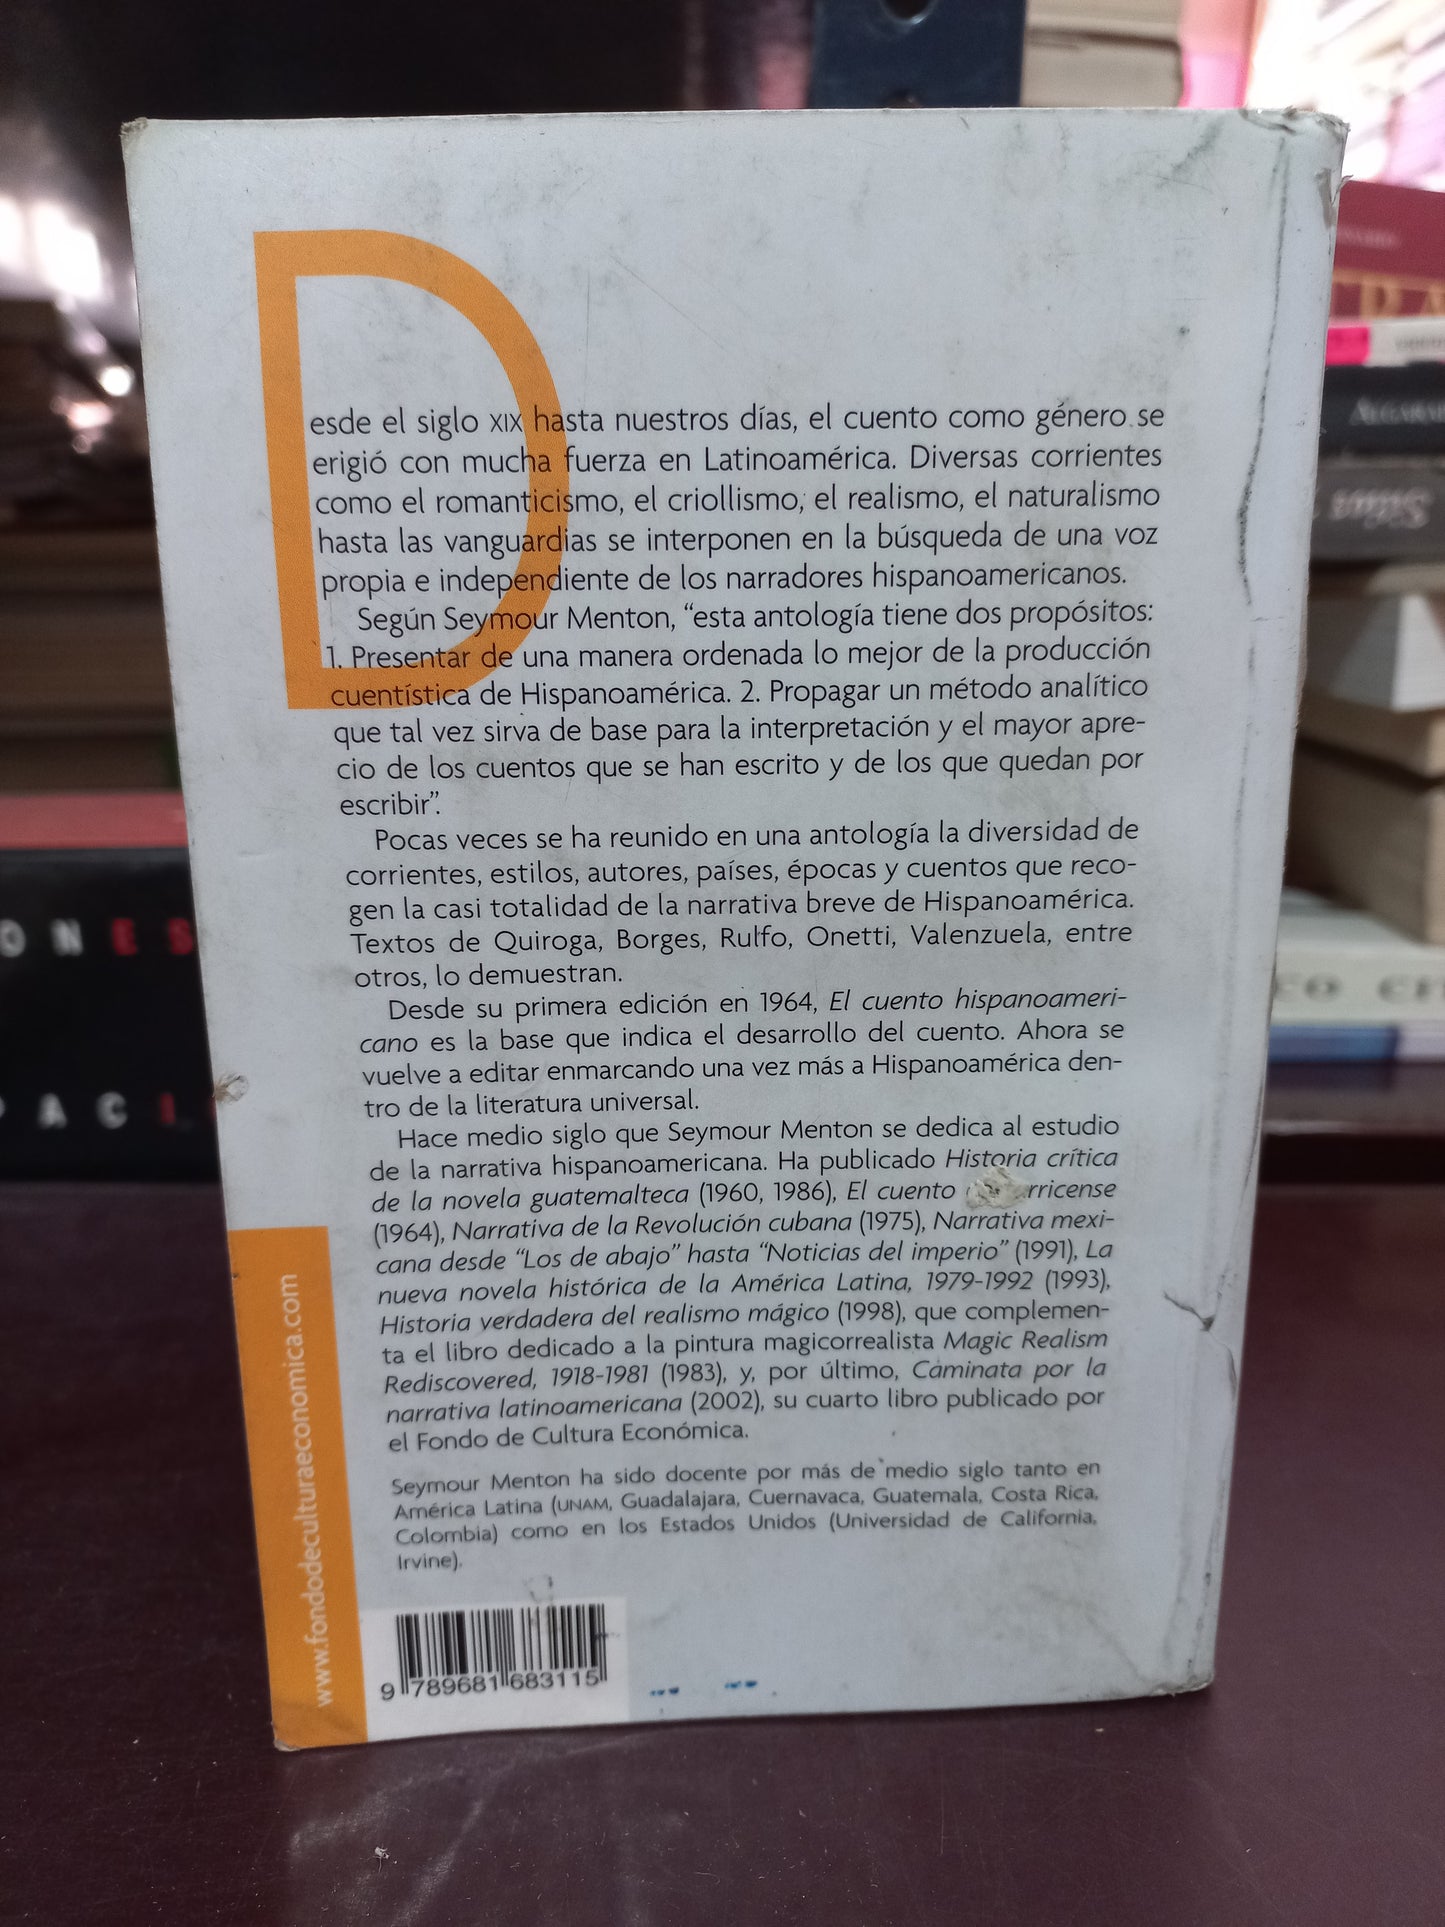 Desde el siglo XIX hasta nuestros días, el cuento como género se
erigió con mucha fuerza en Latinoamérica. Diversas corrientes
como el romanticismo, el criollismo, el realismo, el naturalismo
hasta las vanguardias se interponen en la búsqueda de una voz
propia e independiente de los narradores hispanoamericanos.
Según Seymour Menton, “esta antología tiene dos propósitos:
1. Presentar de una manera ordenada lo mejor de la producción
cuentística de Hispanoamérica. 2. Propagar un método analítico
que tal vez sirva de base para la interpretación y el mayor apre-
cio de los cuentos que se han escrito y de los que quedan por
escribir”.
Pocas veces se ha reunido en una antología la diversidad de
corrientes, estilos, autores, países, épocas y cuentos que reco-
gen la casi totalidad de la narrativa breve de Hispanoamérica.
Textos de Quiroga, Borges, Rulfo, Onetti, Valenzuela, entre
otros, lo demuestran.
Desde su primera edición en 1964, El cuento hispanoameri-
cano es la base que indica el desarrollo del cuento. Ahora se
vuelve a editar enmarcando una vez más a Hispanoamérica den-
tro de la literatura universal.
Hace medio siglo que Seymour Menton se dedica al estudio
de la narrativa hispanoamericana. Ha publicado Historia crítica
de la novela guatemalteca (1960, 1986), El cuento
(1964), Narrativa de la Revolución cubana (1975), Narrativa mexi-
cana desde “Los de abajo” hasta “Noticias del imperio” (1991), La
nueva novela histórica de la América Latina, 1979-1992 (1993),
Historia verdadera del realismo mágico (1998), que complemen-
ta el libro dedicado a la pintura magicorrealista Magic Realism
Rediscovered, 1918-1981 (1983), y, por último, Caminata por la
narrativa latinoamericana (2002), su cuarto libro publicado por
el Fondo de Cultura Económica.
Seymour Menton ha sido docente por más de medio siglo tanto en
América Latina (UNAM, Guadalajara, Cuernavaca, Guatemala, Costa Rica,
Colombia) como en los Estados Unidos (Universidad de California,
Irvine).
www.fondodeculturaeconomica.com
9 789681 683115